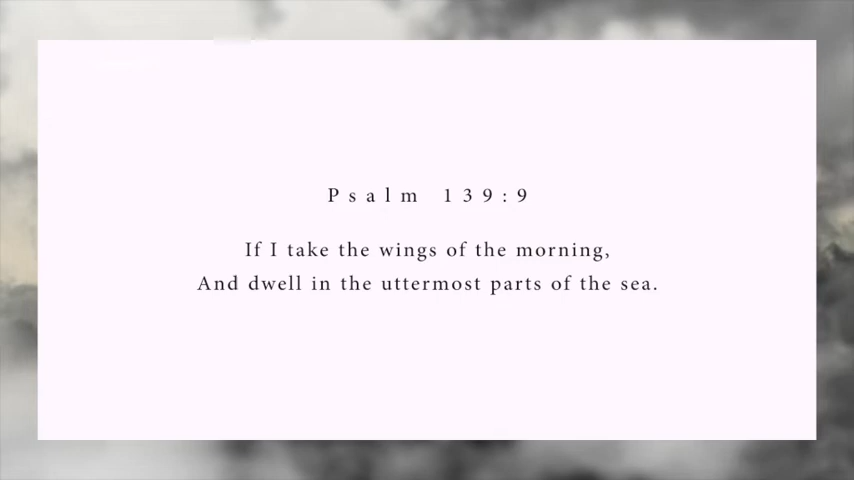 Psalm 139:9
If I take the wings of the morning,
And dwell in the uttermost parts of the sea.